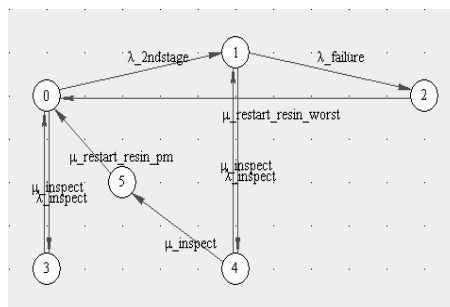 1
λ_2ndstage
λ_failure
0
2
μ_restart_resin_worst
μ_restart_resin_pm
μ_inspect
λ_inspect
5
μ_inspect
λ_inspect
μ_inspect
3
4